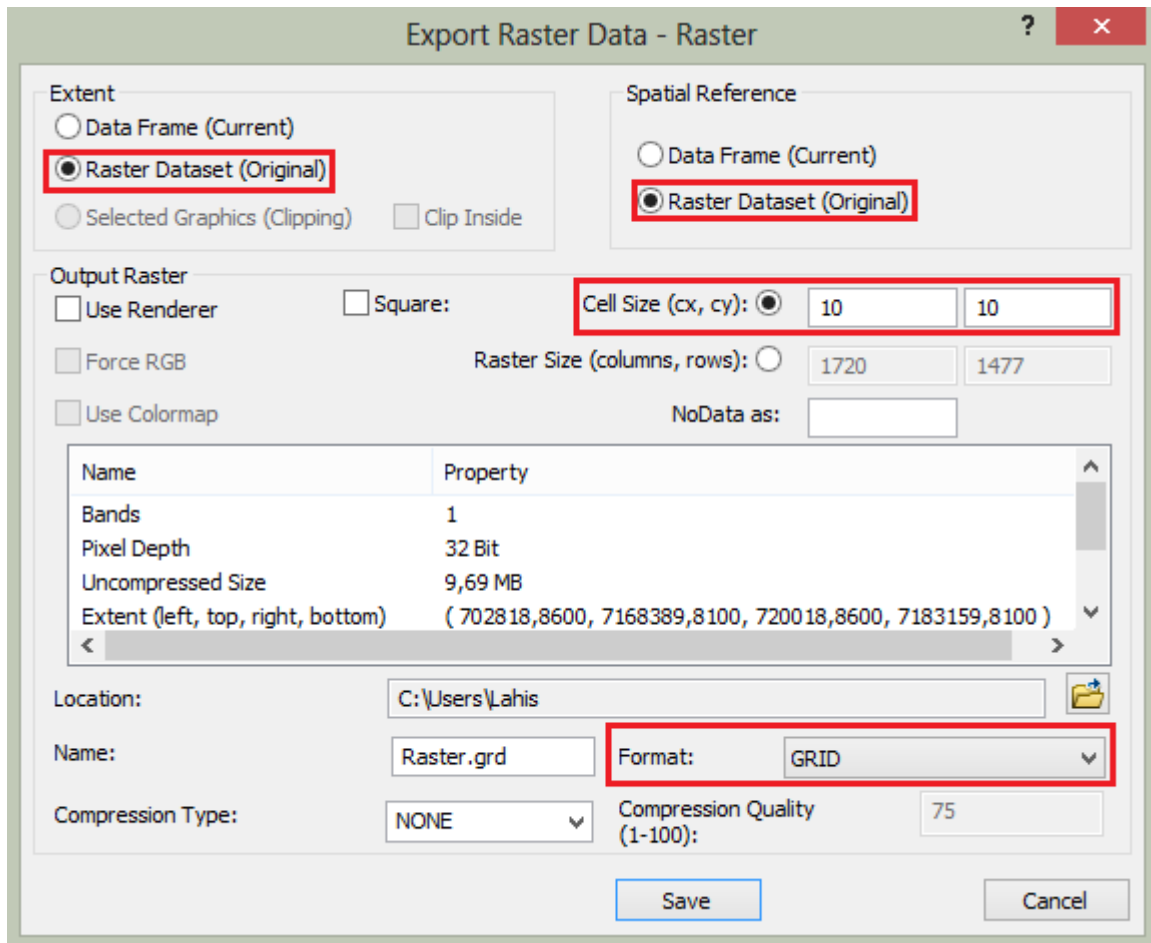 Export Raster Data - Raster
?
Extent
Data Frame (Current)
Raster Dataset (Original)
Selected Graphics (Clipping)
Clip Inside
Spatial Reference
Data Frame (Current)
Raster Dataset (Original)
Output Raster
Use Renderer
Square:
Cell Size (cx, cy):
10
10
Force RGB
Raster Size (columns, rows):
1720
1477
Use Colormap
NoData as:
Name
Property
Bands
1
Pixel Depth
32 Bit
Uncompressed Size
9,69 MB
Extent (left, top, right, bottom)
( 702818,8600, 7168389,8100, 720018,8600, 7183159,8100 )
Location:
C:\Users\Lahis
Name:
Raster.grd
Format:
GRID
Compression Type:
NONE
Compression Quality
(1-100):
75
Save
Cancel